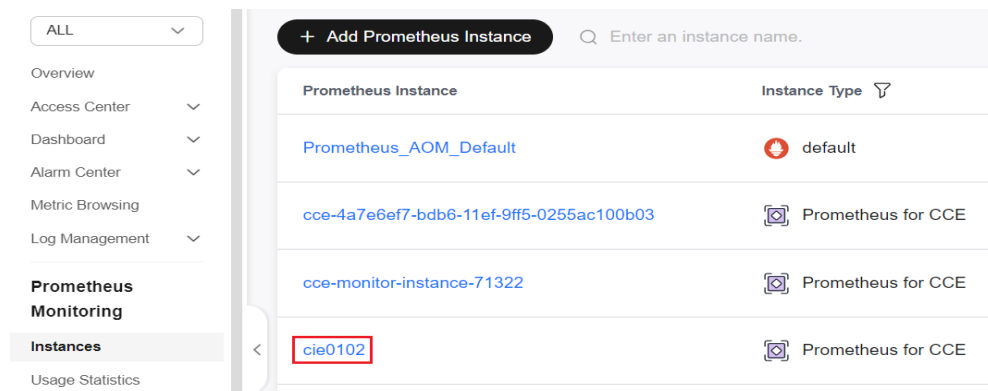 ALL
Overview
Access Center
Dashboard
Alarm Center
Metric Browsing
Log Management
Prometheus
Monitoring
Instances
Usage Statistics
+ Add Prometheus Instance
Enter an instance name.
Prometheus Instance
Instance Type
Prometheus_AOM_Default
default
cce-4a7e6ef7-bdb6-11ef-9ff5-0255ac100b03
Prometheus for CCE
cce-monitor-instance-71322
Prometheus for CCE
cie0102
Prometheus for CCE